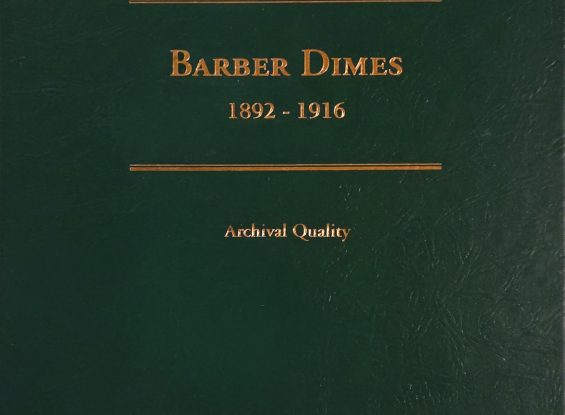 Barber Dimes
1892 - 1916
Archival Quality